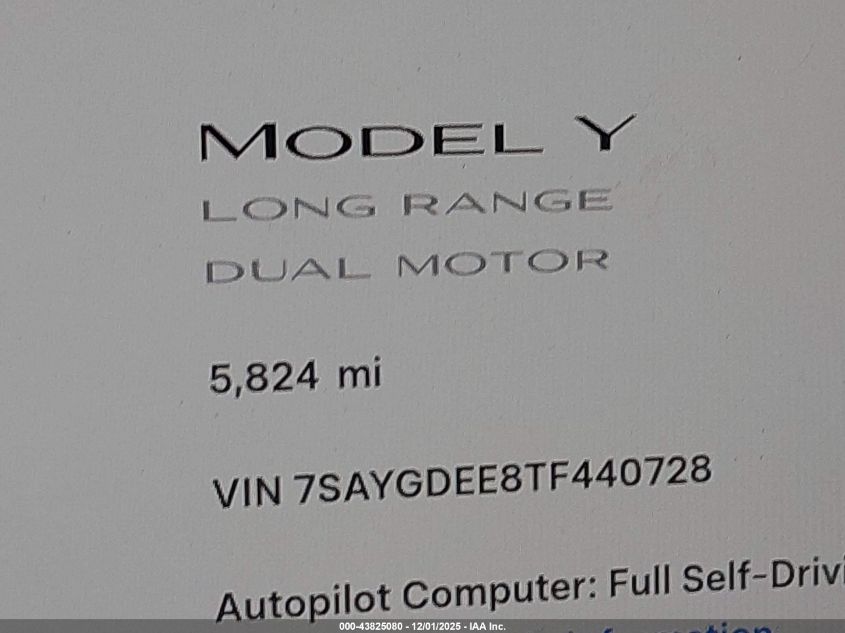 MODEL Y
LONG RANGE
DUAL MOTOR
5,824 mi
VIN 7SAYGDEE8TF440728
Autopilot Computer: Full Self-Drivi
000-43825080 - 12/01/2025 - IAA Inc.